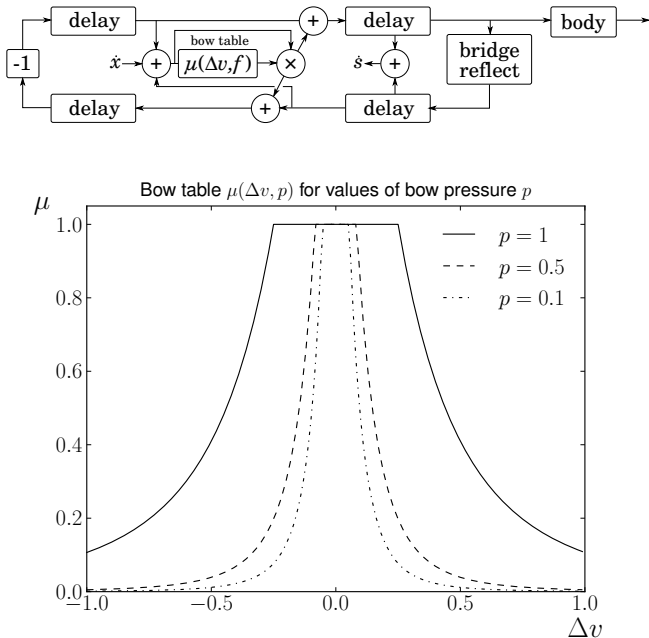 delay
+
delay
body
bow table
-1
ẋ
+
μ(Δv,f)
×
ṡ
+
bridge
reflect
delay
+
delay
Bow table μ(Δv, p) for values of bow pressure p
μ
1.0
0.8
0.6
0.4
0.2
0.0
p = 1
p = 0.5
p = 0.1
−1.0
−0.5
0.0
0.5
1.0
Δv